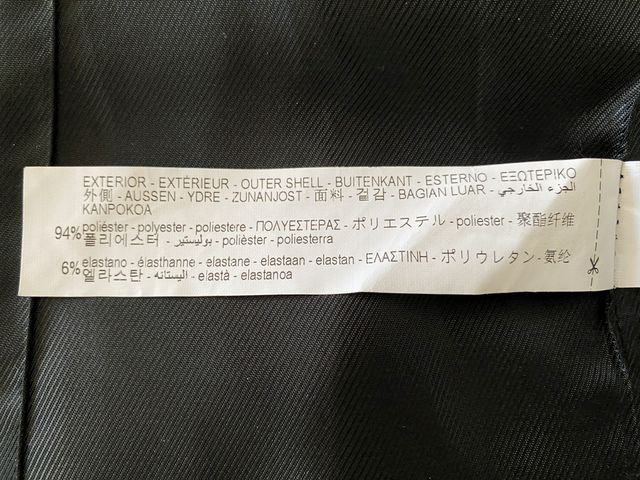 EXTERIOR - EXTÉRIEUR - OUTER SHELL - BUITENKANT - ESTERNO - ΕΞΩΤΕΡΙΚΟ
外側 - AUSSEN - YDRE - ZUNANJOST - 面料 - 겉감 - BAGIAN LUAR - الجزء الخارجي
KANPOKOA
94% poliéster - polyester - poliestere - ΠΟΛΥΕΣΤΕΡΑΣ - ポリエステル - poliester - 聚酯纤维
폴리에스터 - بوليستير - polièster - poliesterra
6% elastano - élasthanne - elastane - elastaan - elastan - ΕΛΑΣΤΙΝΗ - ポリウレタン - 氨纶
엘라스탄 - اليستانه - elastà - elastanoa